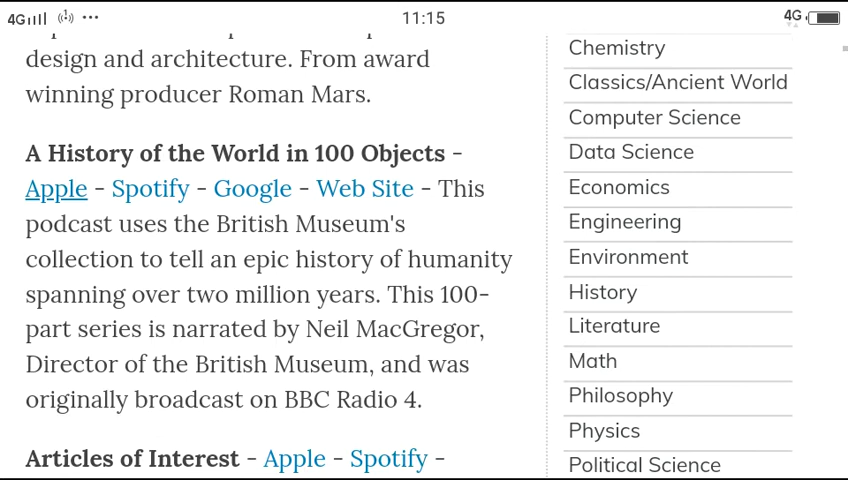 4G
11:15
4G
design and architecture. From award
winning producer Roman Mars.
A History of the World in 100 Objects -
Apple - Spotify - Google - Web Site - This
podcast uses the British Museum's
collection to tell an epic history of humanity
spanning over two million years. This 100-
part series is narrated by Neil MacGregor,
Director of the British Museum, and was
originally broadcast on BBC Radio 4.
Articles of Interest - Apple - Spotify -
Chemistry
Classics/Ancient World
Computer Science
Data Science
Economics
Engineering
Environment
History
Literature
Math
Philosophy
Physics
Political Science